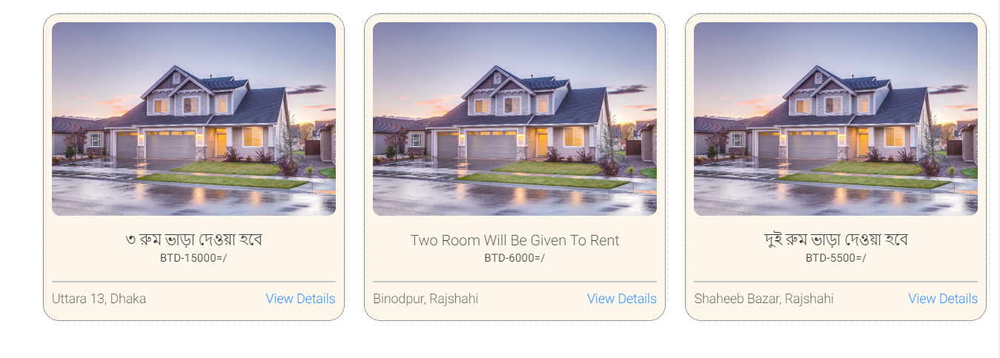 ৩ রুম ভাড়া দেওয়া হবে
BTD-15000=/
Uttara 13, Dhaka
View Details
Two Room Will Be Given To Rent
BTD-6000=/
Binodpur, Rajshahi
View Details
দুই রুম ভাড়া দেওয়া হবে
BTD-5500=/
Shaheeb Bazar, Rajshahi
View Details